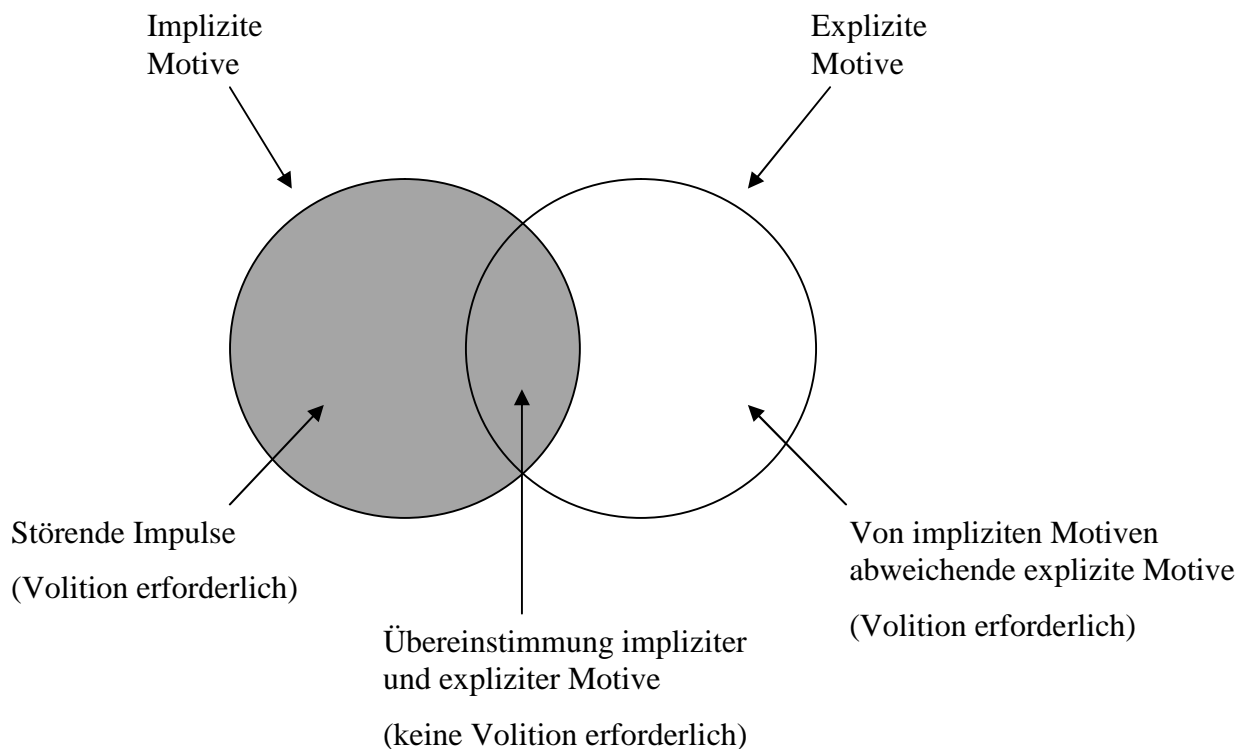 Implizite
Motive
Explizite
Motive
Störende Impulse
(Volition erforderlich)
Übereinstimmung impliziter
und expliziter Motive
(keine Volition erforderlich)
Von impliziten Motiven
abweichende explizite Motive
(Volition erforderlich)